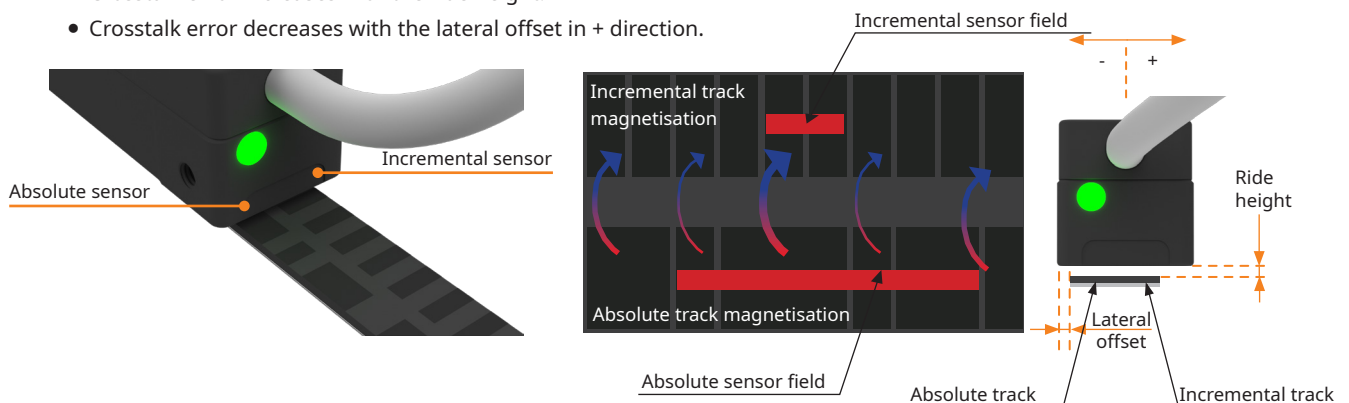 • Crosstalk error decreases with the lateral offset in + direction.
Incremental sensor field
- +
Incremental track
magnetisation
Incremental sensor
Absolute sensor
Ride
height
Absolute track magnetisation
Lateral
offset
Absolute sensor field
Absolute track
Incremental track